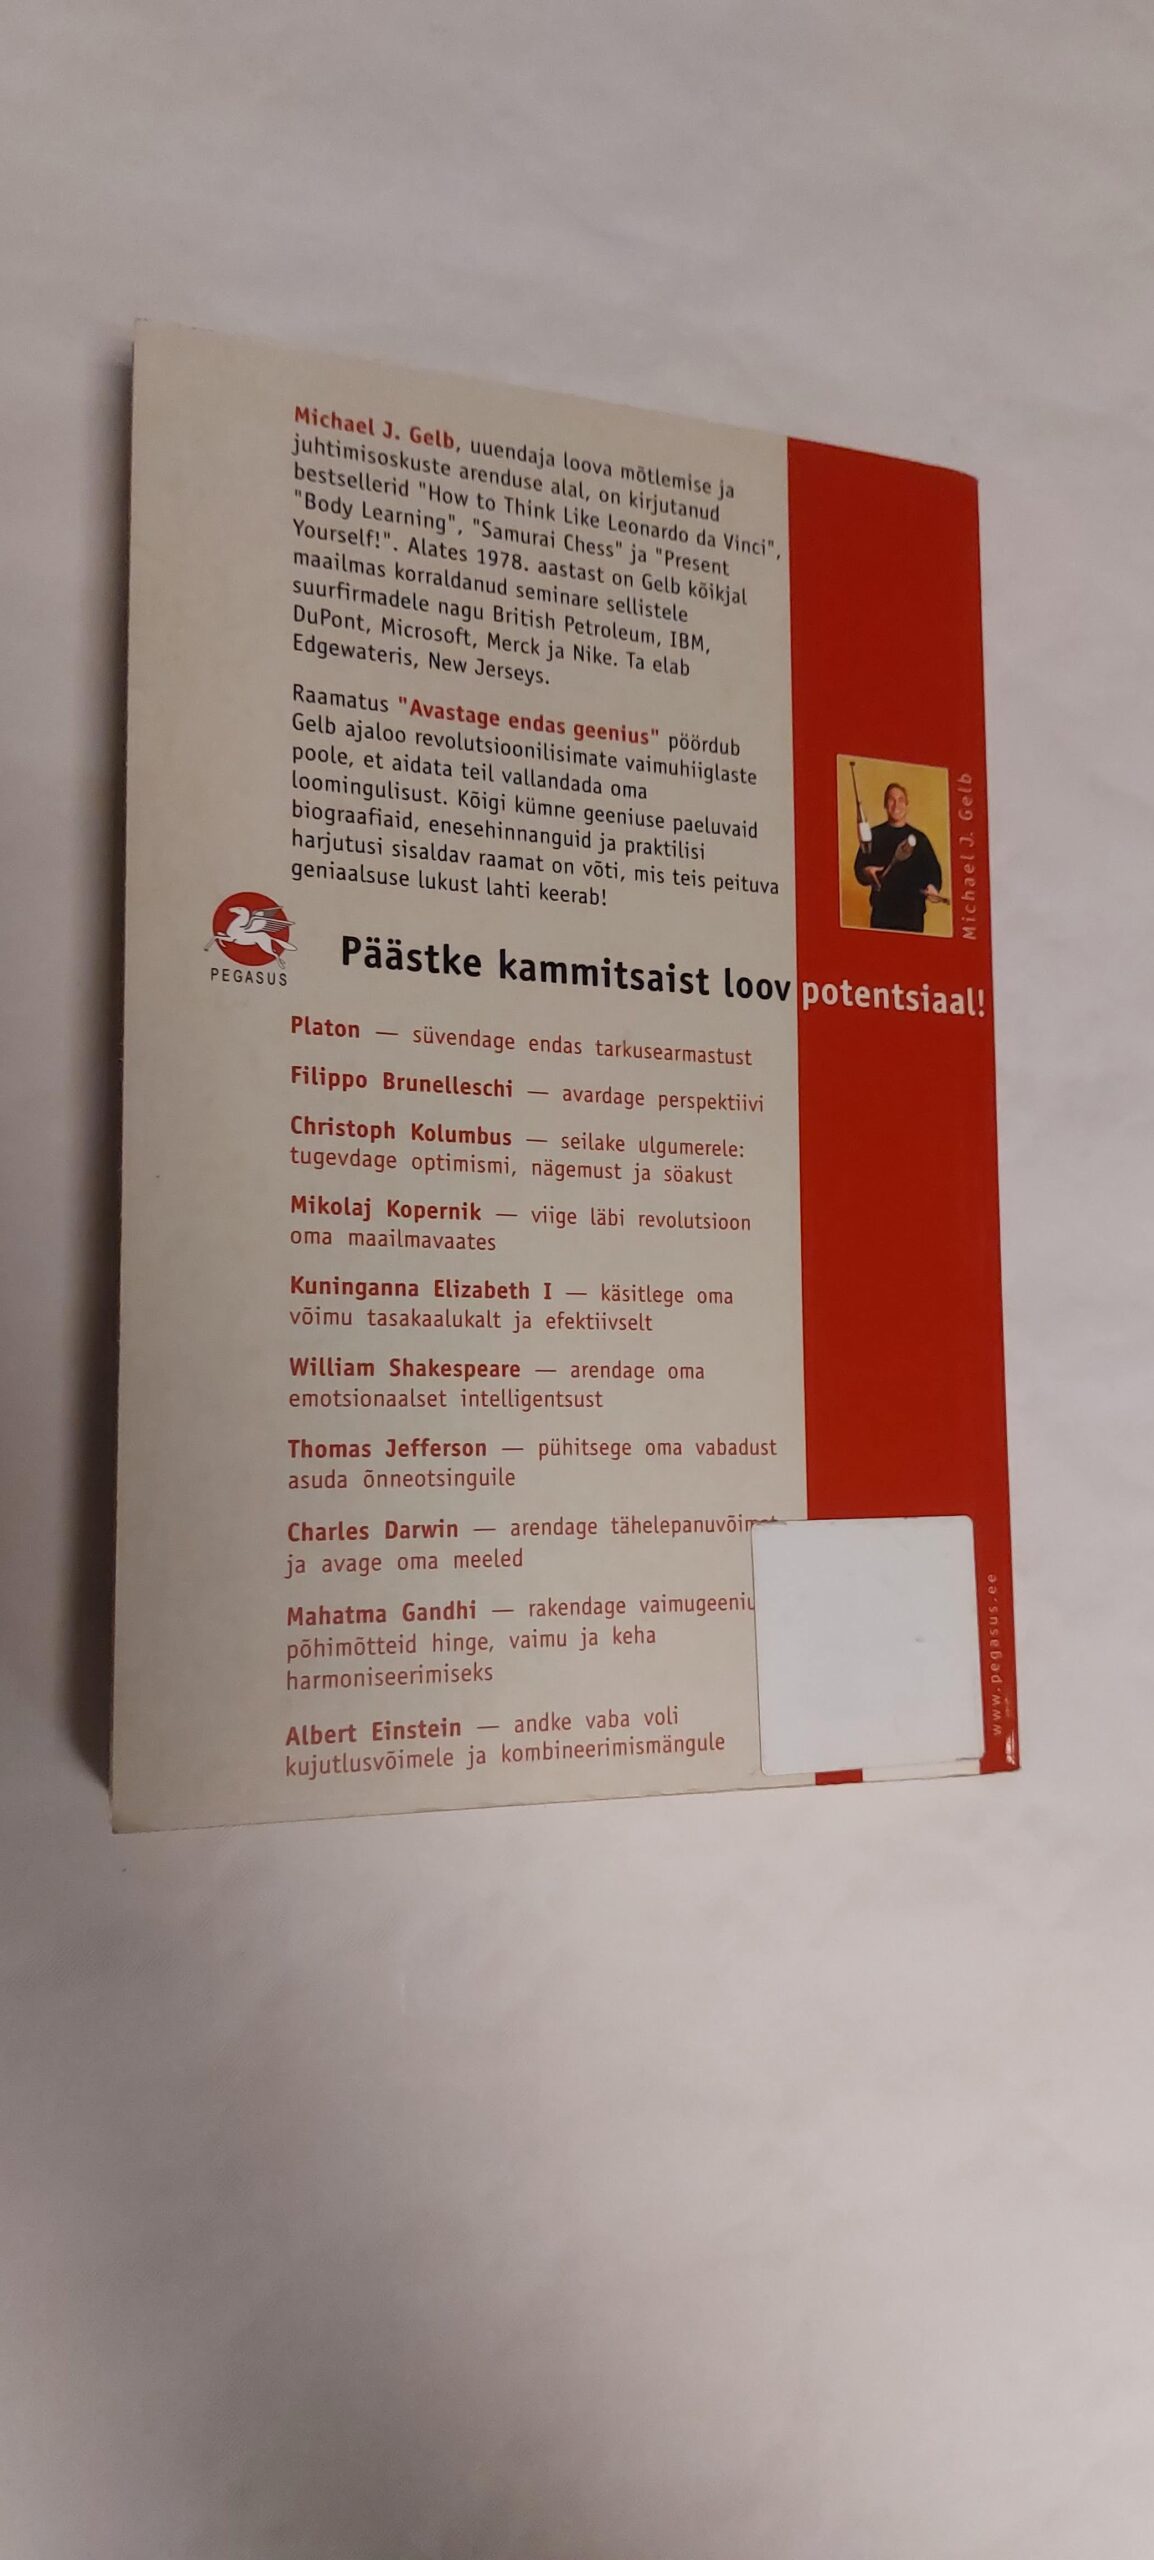 Michael J. Gelb, uuendaja loova mõtlemise ja
juhtimisoskuste arenduse alal, on kirjutanud
bestsellerid "How to Think Like Leonardo da Vinci",
"Body Learning", "Samurai Chess" ja "Present
Yourself!". Alates 1978. aastast on Gelb kõikjal
maailmas korraldanud seminare sellistele
suurfirmadele nagu British Petroleum, IBM,
DuPont, Microsoft, Merck ja Nike. Ta elab
Edgewateris, New Jerseys.
Raamatus "Avastage endas geenius" pöördub
Gelb ajaloo revolutsioonilisimate vaimuhiiglaste
poole, et aidata teil vallandada oma
loomingulisust. Kõigi kümne geeniuse paeluvaid
biograafiaid, enesehinnanguid ja praktilisi
harjutusi sisaldav raamat on võti, mis teis peituva
geniaalsuse lukust lahti keerab!
Michael J. Gelb
PEGASUS
Päästke kammitsaist loov potentsiaal!
Platon — süvendage endas tarkusearmastust
Filippo Brunelleschi — avardage perspektiivi
Christoph Kolumbus — seilake ulgumerele:
tugevdage optimismi, nägemust ja söakust
Mikolaj Kopernik — viige läbi revolutsioon
oma maailmavaates
Kuninganna Elizabeth I — käsitlege oma
võimu tasakaalukalt ja efektiivselt
William Shakespeare — arendage oma
emotsionaalset intelligentsust
Thomas Jefferson — pühitsege oma vabadust
asuda õnneotsinguile
Charles Darwin — arendage
ja avage oma meeled
Mahatma Gandhi — rakendage
põhimõtteid hinge, vaimu ja keha
harmoniseerimiseks
Albert Einstein — andke vaba voli
kujutlusvõimele ja kombineerimismängule
www.pegasus.ee